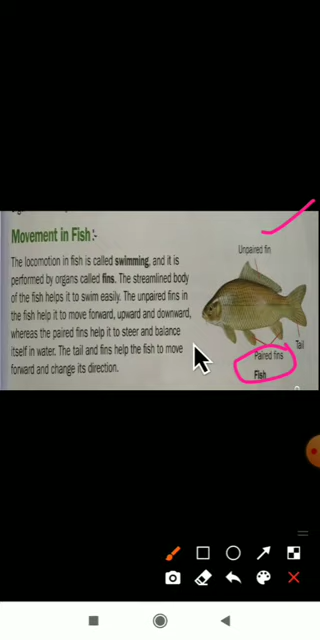 Movement in Fish:-
Unpaired fin
The locomotion in fish is called swimming, and it is
performed by organs called fins. The streamlined body
of the fish helps it to swim easily. The unpaired fins in
the fish help it to move forward, upward and downward,
whereas the paired fins help it to steer and balance
itself in water. The tail and fins help the fish to move
forward and change its direction.
Tail
Paired fins
Fish